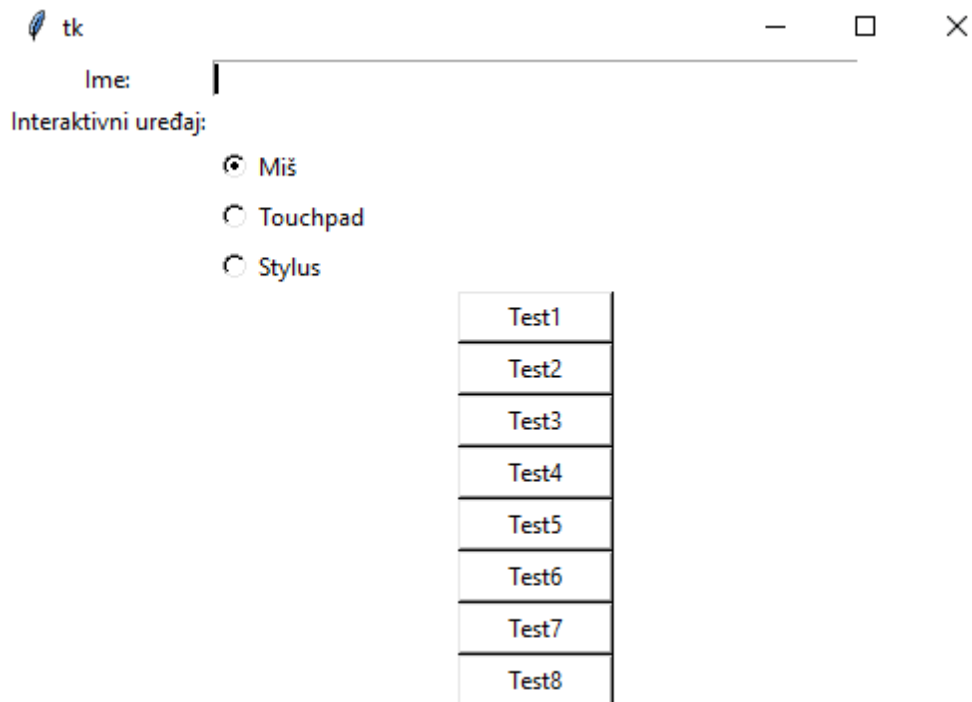 tk
Ime:
Interaktivni uređaj:
Miš
Touchpad
Stylus
Test1
Test2
Test3
Test4
Test5
Test6
Test7
Test8